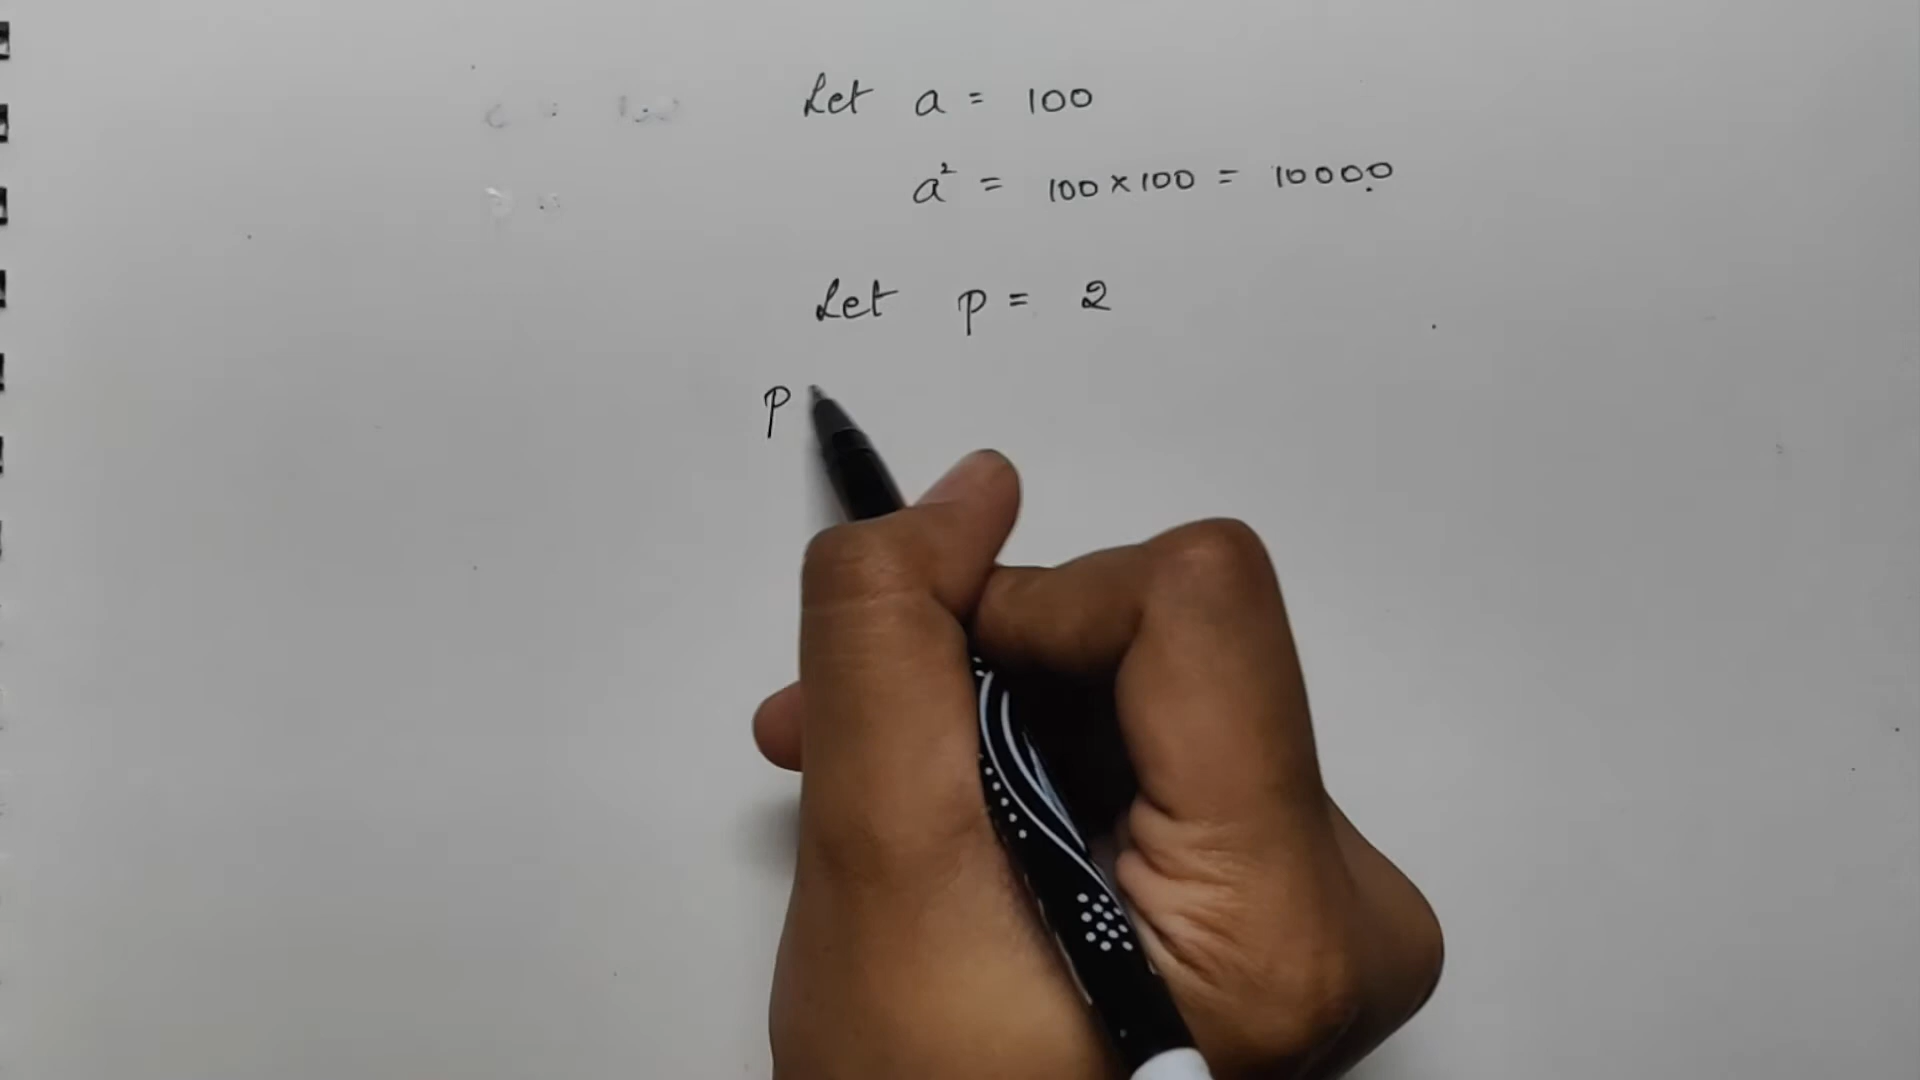 Let a = 100
a² = 100 × 100 = 10000
Let p = 2
p